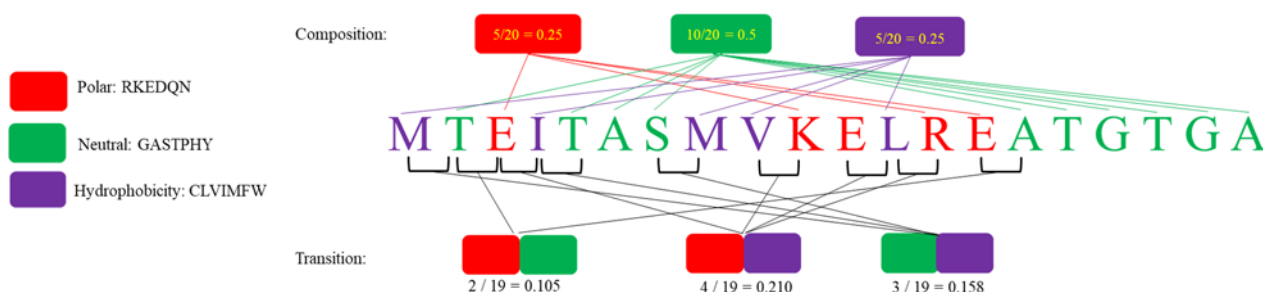 Composition:
5/20 = 0.25
10/20 = 0.5
5/20 = 0.25
Polar: RKEDQN
Neutral: GASTPHY
Hydrophobicity: CLVIMFW
MTEITASMVKELREATGTGA
Transition:
2 / 19 = 0.105
4 / 19 = 0.210
3 / 19 = 0.158